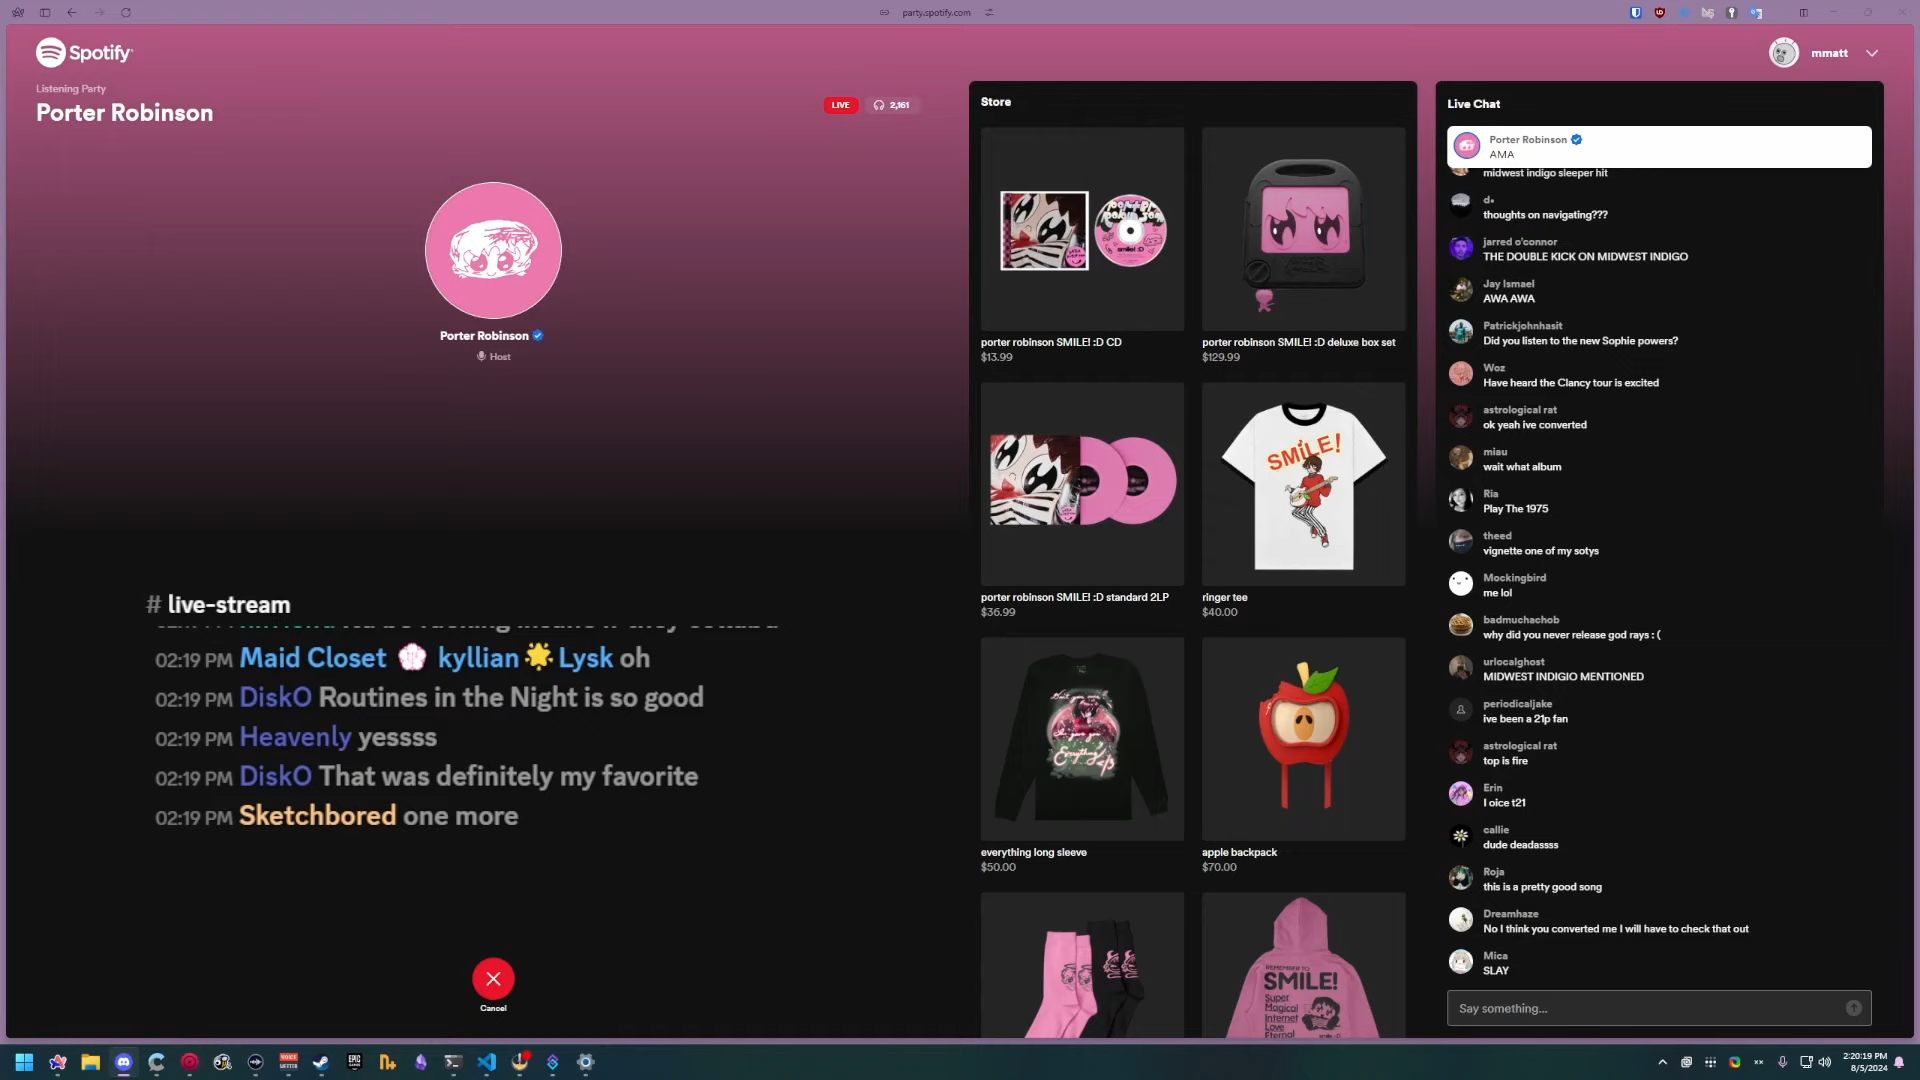 party.spotify.com
Spotify
mmatt
Listening Party
Porter Robinson
LIVE
2,161
Porter Robinson
Host
# live-stream
02:19 PM Maid Closet 🌸 kyllian 🌟 Lysk oh
02:19 PM DiskO Routines in the Night is so good
02:19 PM Heavenly yessss
02:19 PM DiskO That was definitely my favorite
02:19 PM Sketchbored one more
Cancel
Store
porter robinson SMILE! :D CD
$13.99
porter robinson SMILE! :D deluxe box set
$129.99
porter robinson SMILE! :D standard 2LP
$36.99
SMiLE!
ringer tee
$40.00
everything long sleeve
$50.00
apple backpack
$70.00
REMEMBER TO
SMILE!
Super
Magical
Internet
Love
Eternal
Live Chat
Porter Robinson
AMA
midwest indigo sleeper hit
d•
thoughts on navigating???
jarred o'connor
THE DOUBLE KICK ON MIDWEST INDIGO
Jay Ismael
AWA AWA
Patrickjohnhasit
Did you listen to the new Sophie powers?
Woz
Have heard the Clancy tour is excited
astrological rat
ok yeah ive converted
miau
wait what album
Ria
Play The 1975
theed
vignette one of my sotys
Mockingbird
me lol
badmuchachob
why did you never release god rays : (
urlocalghost
MIDWEST INDIGIO MENTIONED
periodicaljake
ive been a 21p fan
astrological rat
top is fire
Erin
I oice t21
callie
dude deadassss
Roja
this is a pretty good song
Dreamhaze
No I think you converted me I will have to check that out
Mica
SLAY
Say something...
2:20:19 PM
8/5/2024